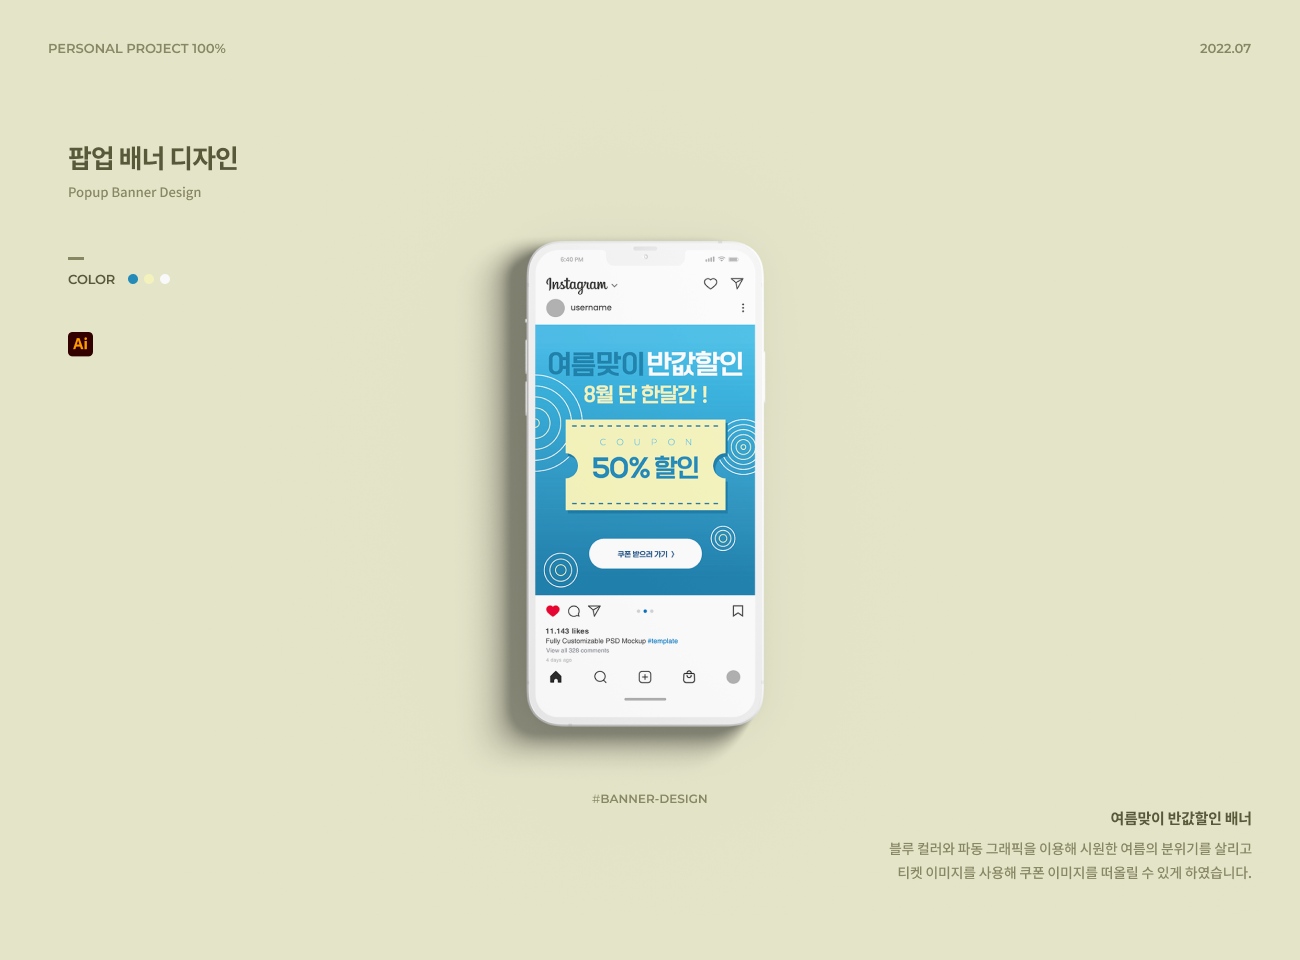 PERSONAL PROJECT 100%
2022.07
팝업 배너 디자인
Popup Banner Design
COLOR
Ai
6:40 PM
Instagram
username
여름맞이 반값할인
8월 단 한달간 !
COUPON
50% 할인
쿠폰 받으러 가기 >
11.143 likes
Fully Customizable PSD Mockup #template
View all 328 comments
4 days ago
#BANNER-DESIGN
여름맞이 반값할인 배너
블루 컬러와 파동 그래픽을 이용해 시원한 여름의 분위기를 살리고
티켓 이미지를 사용해 쿠폰 이미지를 떠올릴 수 있게 하였습니다.